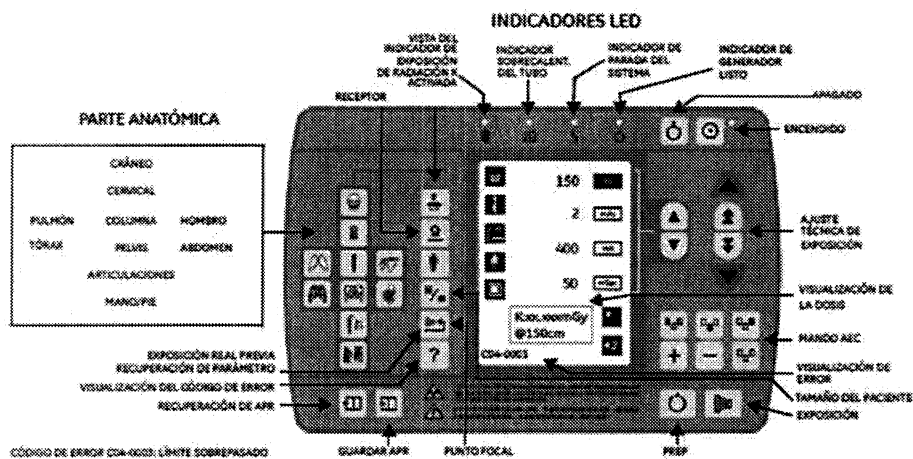 INDICADORES LED
VISTA DEL
INDICADOR DE
EXPOSICIÓN
DE RADIACIÓN X
ACTIVADA
INDICADOR
SOBRECALENT.
DEL TUBO
INDICADOR DE
PARADA DEL
SISTEMA
INDICADOR DE
GENERADOR
LISTO
RECEPTOR
APAGADO
ENCENDIDO
PARTE ANATÓMICA
CRÁNEO
CERVICAL
PULMÓN COLUMNA HOMBRO
TÓRAX PELVIS ABDOMEN
ARTICULACIONES
MANO/PIE
150
2
400
50
@150cm
C04-0003
?
+ −
AJUSTE
TÉCNICA DE
EXPOSICIÓN
VISUALIZACIÓN DE
LA DOSIS
MANDO AEC
VISUALIZACIÓN DE
ERROR
TAMAÑO DEL PACIENTE
EXPOSICIÓN
EXPOSICIÓN REAL PREVIA
RECUPERACIÓN DE PARÁMETRO
VISUALIZACIÓN DEL CÓDIGO DE ERROR
RECUPERACIÓN DE APR
CÓDIGO DE ERROR C04-0003: LÍMITE SOBREPASADO
GUARDAR APR
PUNTO FOCAL
PREP